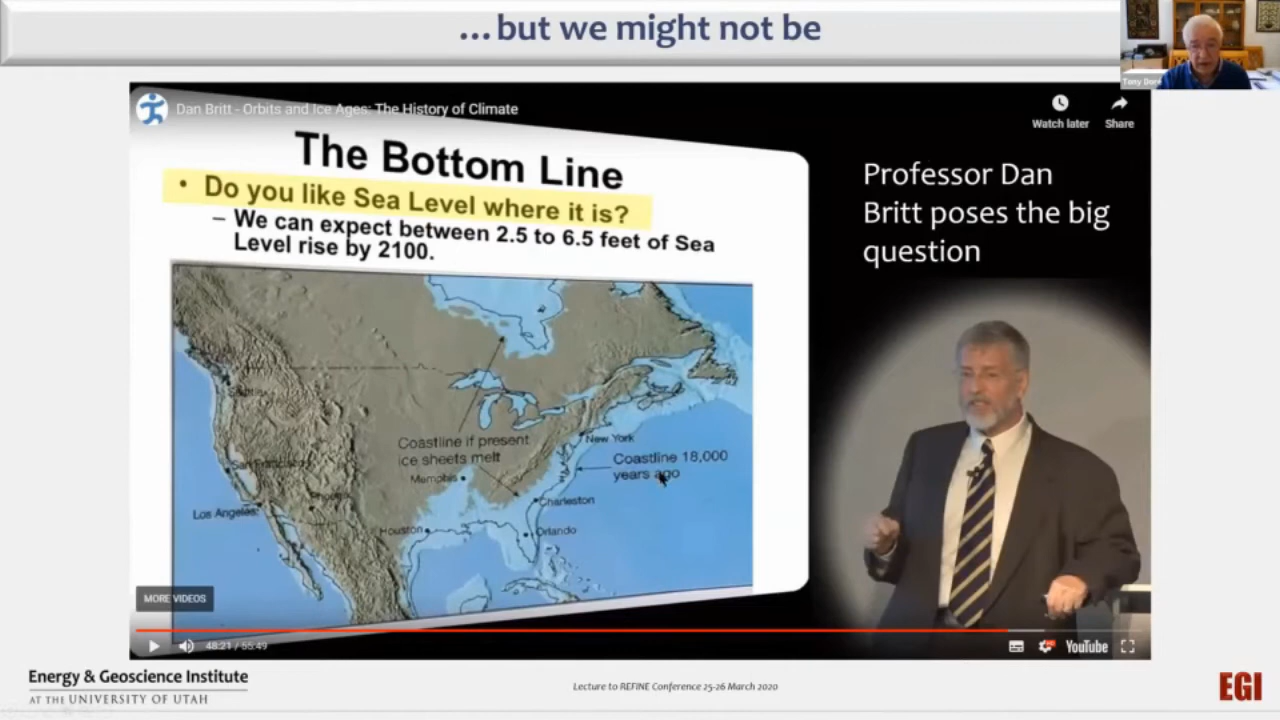 ...but we might not be
Dan Britt - Orbits and Ice Ages: The History of Climate
Watch later
Share
The Bottom Line
• Do you like Sea Level where it is?
– We can expect between 2.5 to 6.5 feet of Sea
Level rise by 2100.
Professor Dan
Britt poses the big
question
Seattle
Coastline if present
ice sheets melt
New York
Coastline 18,000
years ago
San Francisco
Memphis
Phoenix
Los Angeles
Charleston
Houston
Orlando
MORE VIDEOS
48:21 / 55:49
YouTube
Energy & Geoscience Institute
AT THE UNIVERSITY OF UTAH
Lecture to REFINE Conference 25-26 March 2020
EGI